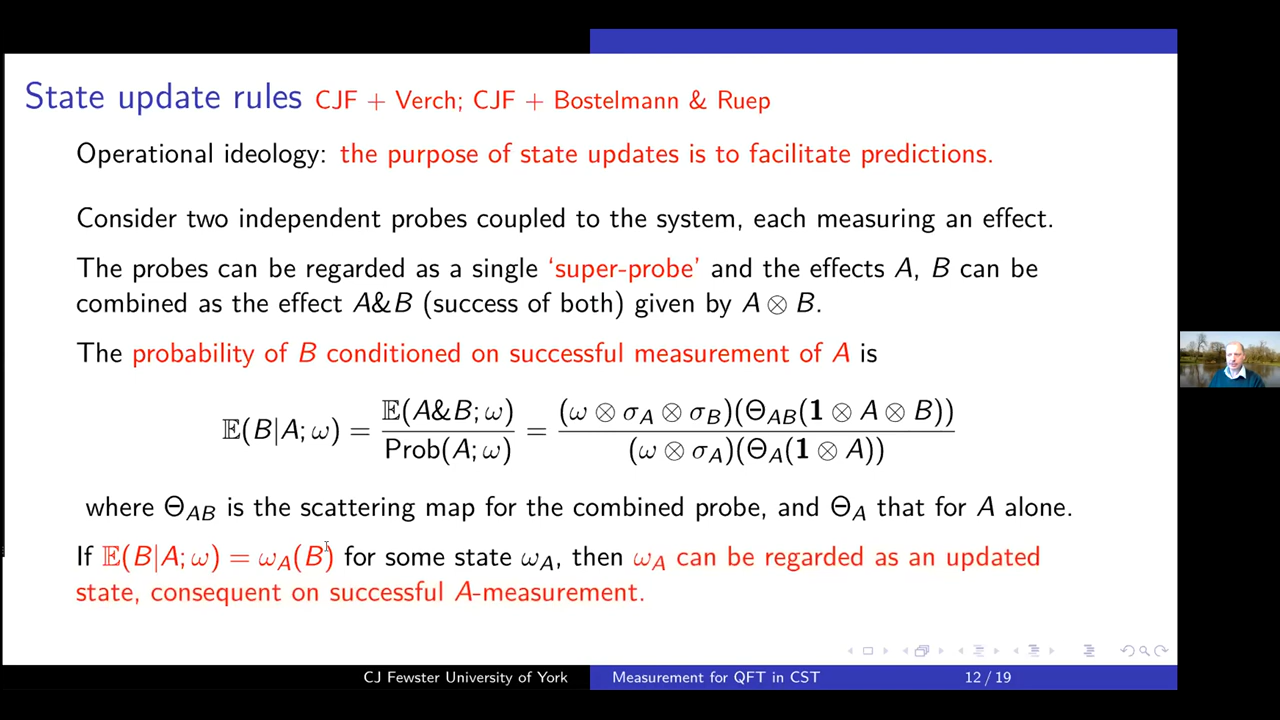 State update rules CJF + Verch; CJF + Bostelmann & Ruep
Operational ideology: the purpose of state updates is to facilitate predictions.
Consider two independent probes coupled to the system, each measuring an effect.
The probes can be regarded as a single ‘super-probe’ and the effects A, B can be
combined as the effect A&B (success of both) given by A ⊗ B.
The probability of B conditioned on successful measurement of A is
𝔼(B|A; ω) = 𝔼(A&B; ω) / Prob(A; ω) = (ω ⊗ σ_A ⊗ σ_B)(Θ_AB(𝟏 ⊗ A ⊗ B)) / (ω ⊗ σ_A)(Θ_A(𝟏 ⊗ A))
where Θ_AB is the scattering map for the combined probe, and Θ_A that for A alone.
If 𝔼(B|A; ω) = ω_A(B) for some state ω_A, then ω_A can be regarded as an updated
state, consequent on successful A-measurement.
CJ Fewster University of York Measurement for QFT in CST 12 / 19